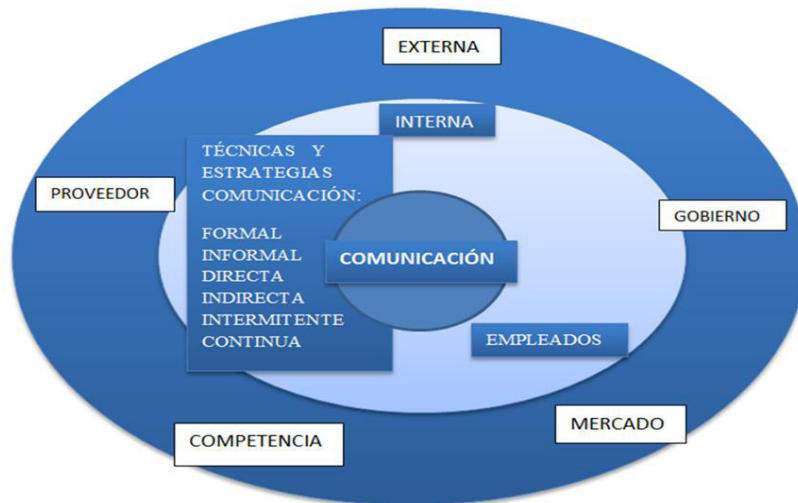 EXTERNA
INTERNA
TÉCNICAS Y
ESTRATEGIAS
COMUNICACIÓN:
FORMAL
INFORMAL
DIRECTA
INDIRECTA
INTERMITENTE
CONTINUA
PROVEEDOR
GOBIERNO
COMUNICACIÓN
EMPLEADOS
COMPETENCIA
MERCADO